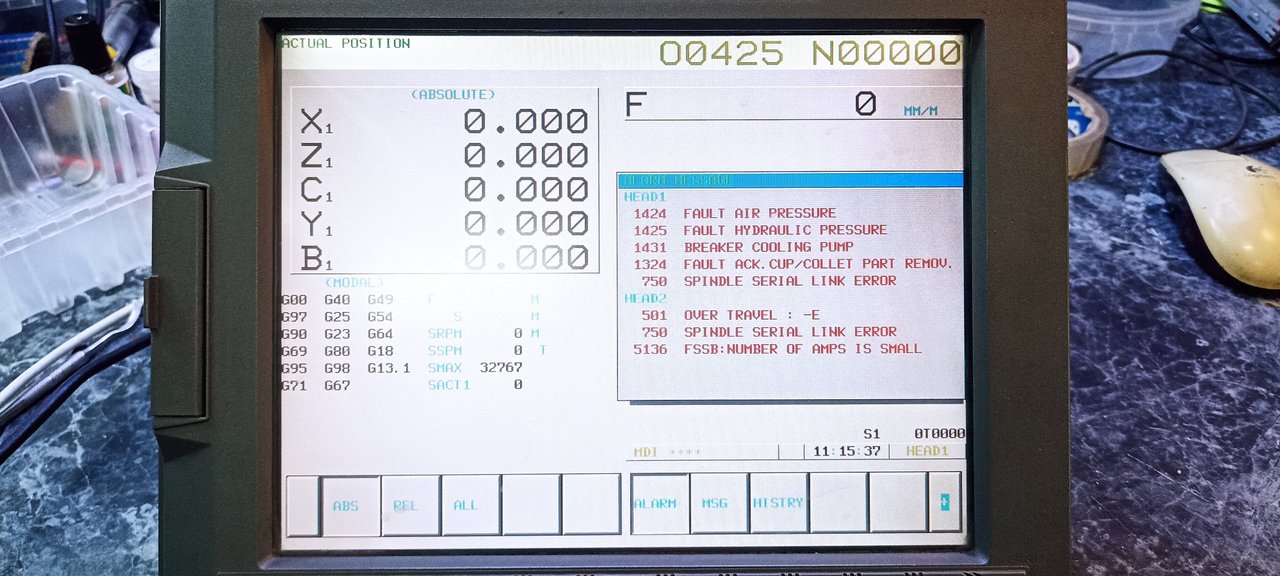 ACTUAL POSITION
O0425 N00000
(ABSOLUTE)
X1 0.000
Z1 0.000
C1 0.000
Y1 0.000
B1 0.000
F 0 MM/M
ALARM MESSAGE
HEAD1
1424 FAULT AIR PRESSURE
1425 FAULT HYDRAULIC PRESSURE
1431 BREAKER COOLING PUMP
1324 FAULT ACK.CUP/COLLET PART REMOV.
750 SPINDLE SERIAL LINK ERROR
HEAD2
501 OVER TRAVEL : -E
750 SPINDLE SERIAL LINK ERROR
5136 FSSB:NUMBER OF AMPS IS SMALL
(MODAL)
G00 G40 G49 F M
G97 G25 G54 S M
G90 G23 G64 SRPM 0 M
G69 G80 G18 SSPM 0 T
G95 G98 G13.1 SMAX 32767
G71 G67 SACT1 0
S1 0T0000
MDI **** 11:15:37 HEAD1
ABS REL ALL ALARM MSG HISTRY +